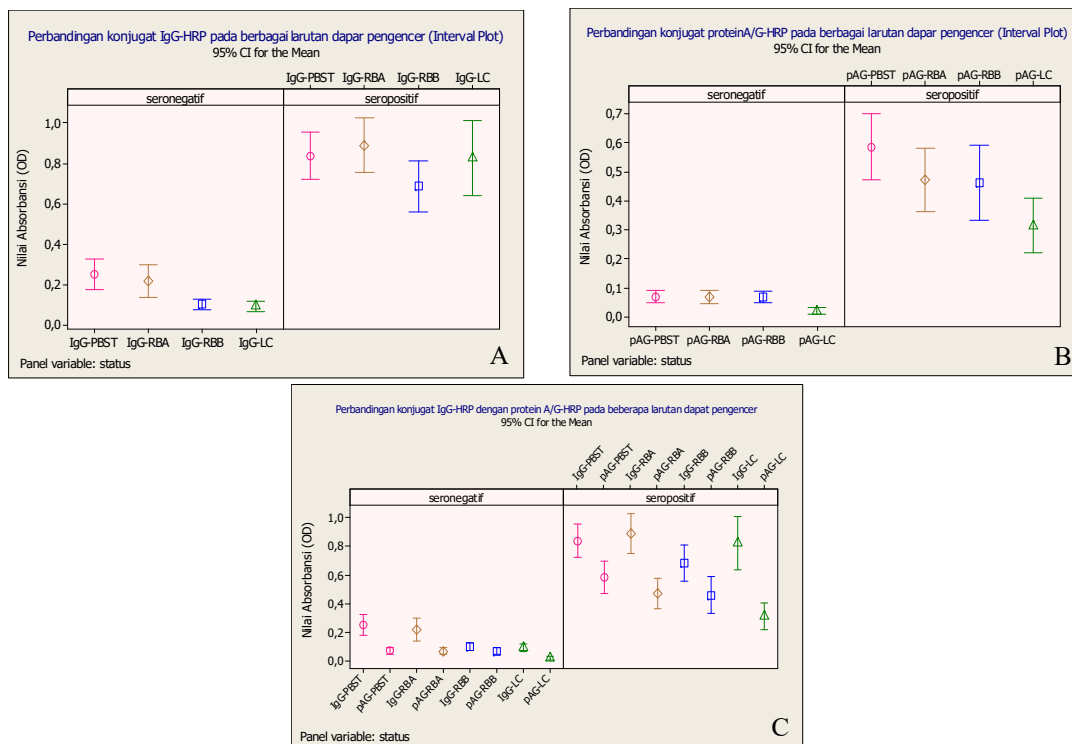 Perbandingan konjugat IgG-HRP pada berbagai larutan dapar pengencer (Interval Plot)
95% CI for the Mean
IgG-PBST IgG-RBA IgG-RBB IgG-LC
seronegatif seropositif
1,0
0,8
0,6
0,4
0,2
0,0
Nilai Absorbansi (OD)
IgG-PBST IgG-RBA IgG-RBB IgG-LC
Panel variable: status
A
Perbandingan konjugat proteinA/G-HRP pada berbagai larutan dapar pengencer (Interval Plot)
95% CI for the Mean
pAG-PBST pAG-RBA pAG-RBB pAG-LC
seronegatif seropositif
0,7
0,6
0,5
0,4
0,3
0,2
0,1
0,0
Nilai Absorbansi (OD)
pAG-PBST pAG-RBA pAG-RBB pAG-LC
Panel variable: status
B
Perbandingan konjugat IgG-HRP dengan protein A/G-HRP pada beberapa larutan dapat pengencer
95% CI for the Mean
IgG-PBST pAG-PBST IgG-RBA pAG-RBA IgG-RBB pAG-RBB IgG-LC pAG-LC
seronegatif seropositif
1,0
0,8
0,6
0,4
0,2
0,0
Nilai Absorbansi (OD)
IgG-PBST pAG-PBST IgG-RBA pAG-RBA IgG-RBB pAG-RBB IgG-LC pAG-LC
Panel variable: status
C